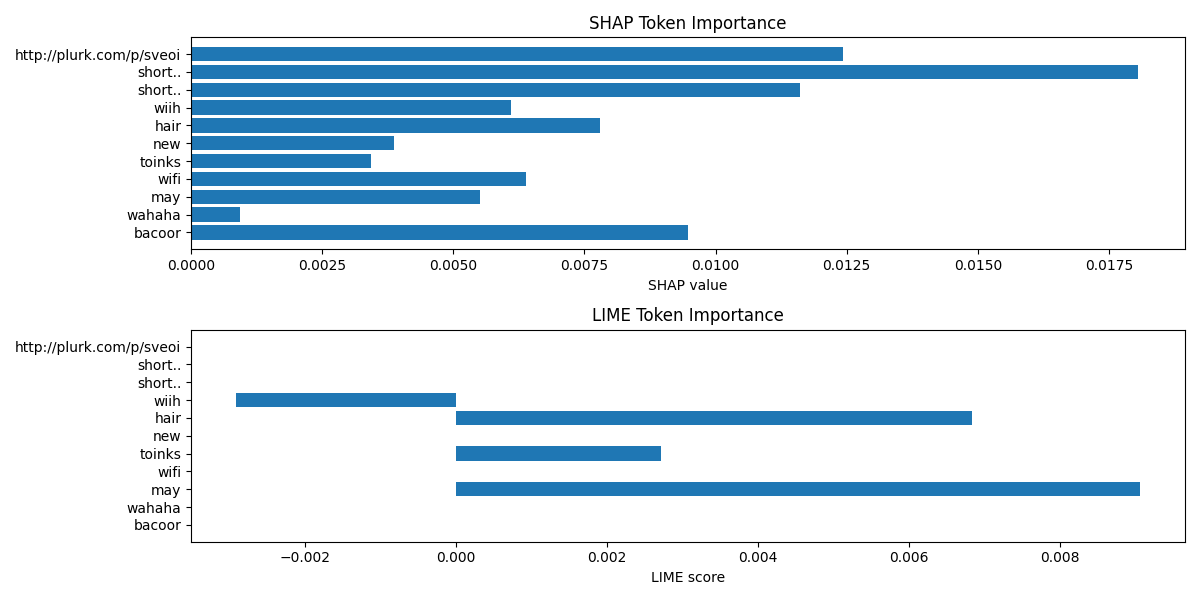 SHAP Token Importance
http://plurk.com/p/sveoi
short..
short..
wiih
hair
new
toinks
wifi
may
wahaha
bacoor
0.0000 0.0025 0.0050 0.0075 0.0100 0.0125 0.0150 0.0175
SHAP value
LIME Token Importance
http://plurk.com/p/sveoi
short..
short..
wiih
hair
new
toinks
wifi
may
wahaha
bacoor
−0.002 0.000 0.002 0.004 0.006 0.008
LIME score